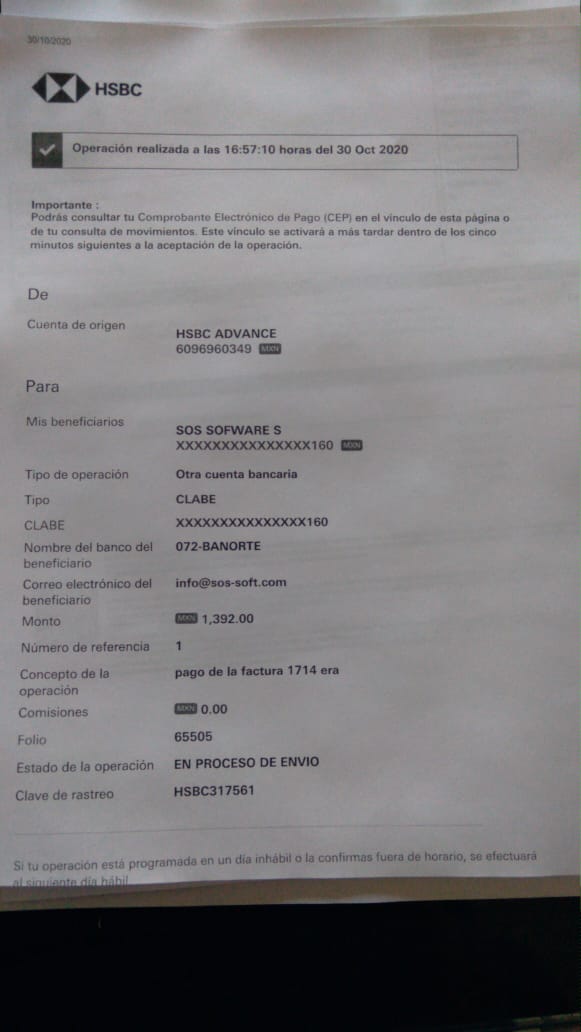 30/10/2020
HSBC
Operación realizada a las 16:57:10 horas del 30 Oct 2020
Importante :
Podrás consultar tu Comprobante Electrónico de Pago (CEP) en el vínculo de esta página o
de tu consulta de movimientos. Este vínculo se activará a más tardar dentro de los cinco
minutos siguientes a la aceptación de la operación.
De
Cuenta de origen
HSBC ADVANCE
6096960349 MXN
Para
Mis beneficiarios
SOS SOFWARE S
XXXXXXXXXXXXXXX160 MXN
Tipo de operación Otra cuenta bancaria
Tipo CLABE
CLABE XXXXXXXXXXXXXXX160
Nombre del banco del 072-BANORTE
beneficiario
Correo electrónico del info@sos-soft.com
beneficiario
Monto MXN 1,392.00
Número de referencia 1
Concepto de la pago de la factura 1714 era
operación
Comisiones MXN 0.00
Folio 65505
Estado de la operación EN PROCESO DE ENVIO
Clave de rastreo HSBC317561
Si tu operación está programada en un día inhábil o la confirmas fuera de horario, se efectuará
al siguiente día hábil